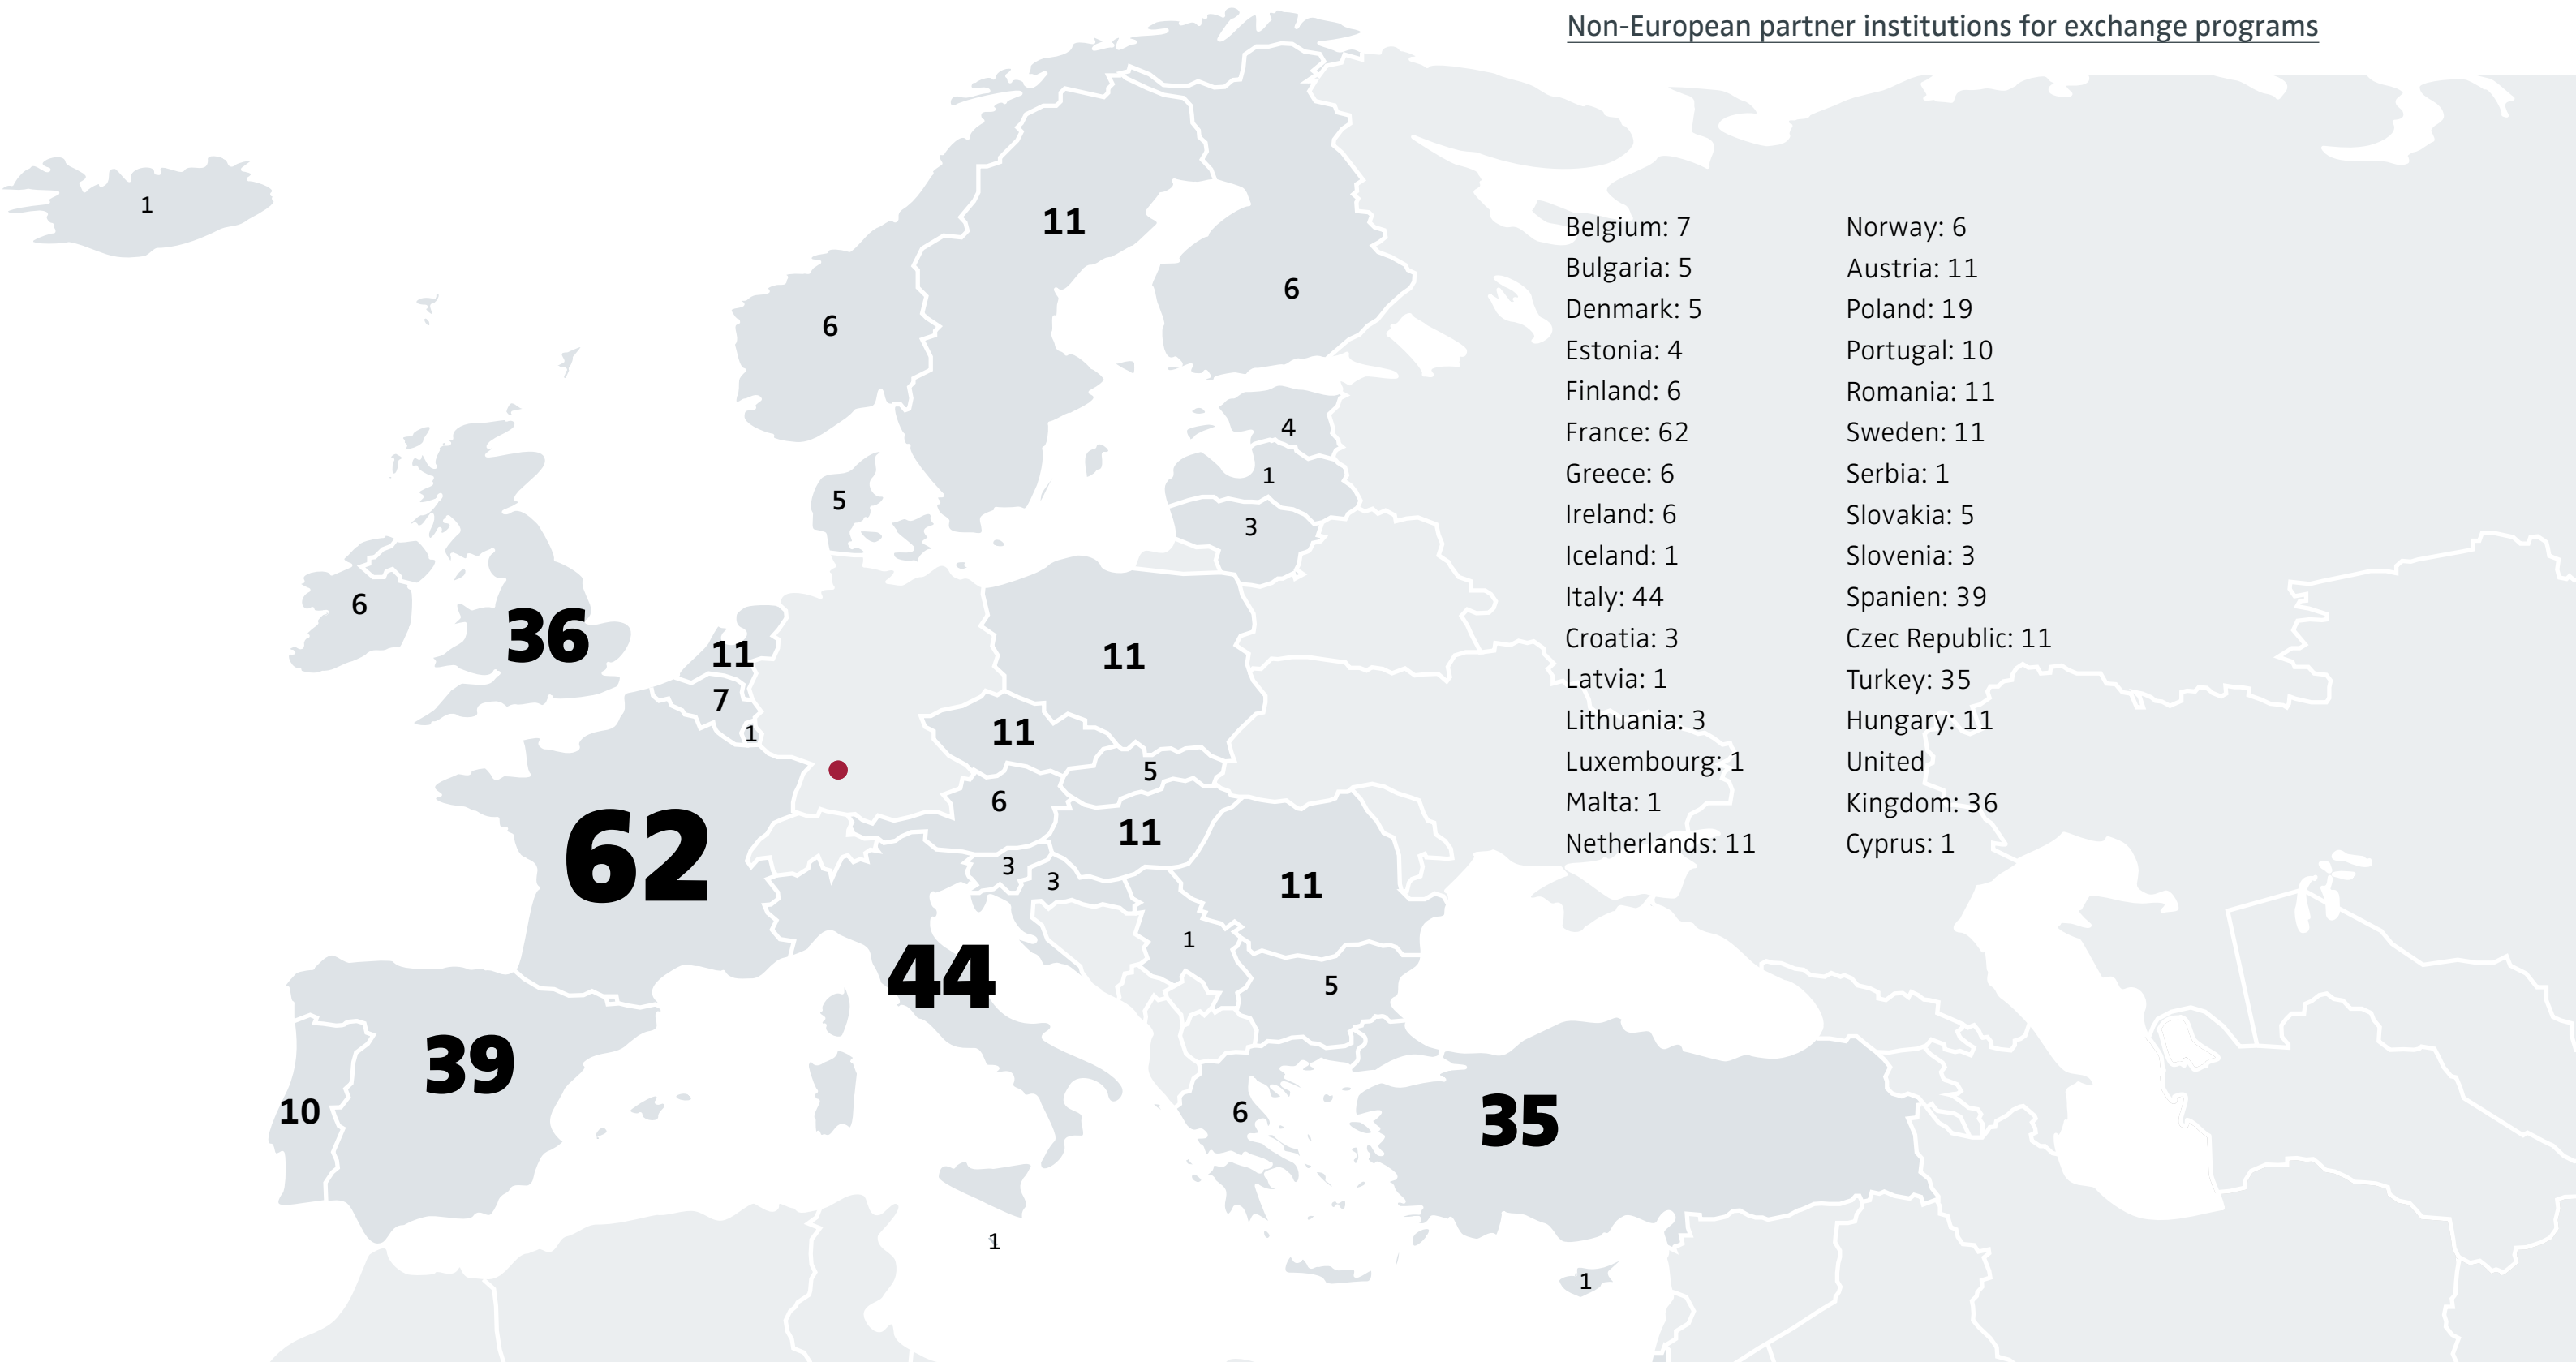 Non-European partner institutions for exchange programs
1
11
6
6
4
1
3
5
6
36
11
7
1
11
11
5
6
11
62
3
3
11
1
44
5
39
10
6
35
1
1
Belgium: 7
Bulgaria: 5
Denmark: 5
Estonia: 4
Finland: 6
France: 62
Greece: 6
Ireland: 6
Iceland: 1
Italy: 44
Croatia: 3
Latvia: 1
Lithuania: 3
Luxembourg: 1
Malta: 1
Netherlands: 11
Norway: 6
Austria: 11
Poland: 19
Portugal: 10
Romania: 11
Sweden: 11
Serbia: 1
Slovakia: 5
Slovenia: 3
Spanien: 39
Czec Republic: 11
Turkey: 35
Hungary: 11
United
Kingdom: 36
Cyprus: 1